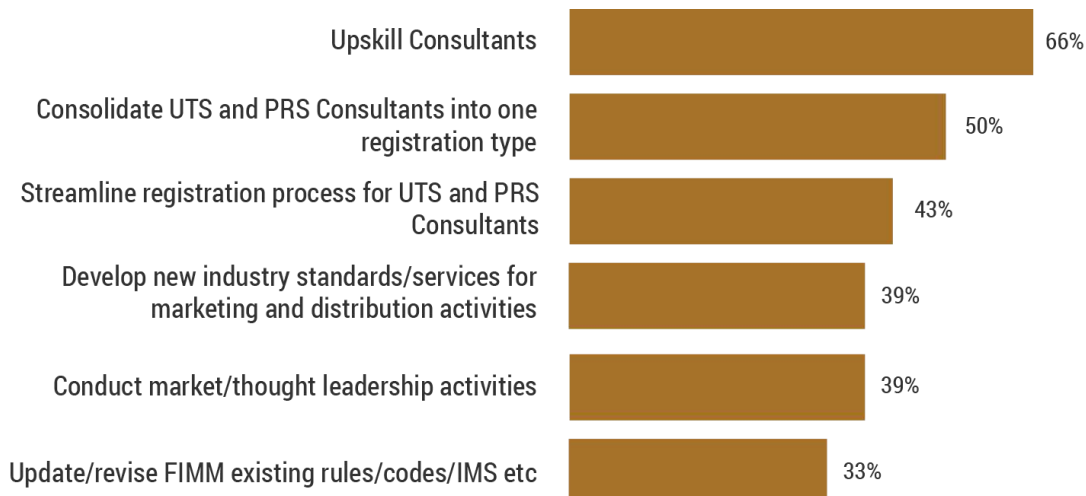 Upskill Consultants
66%
Consolidate UTS and PRS Consultants into one
registration type
50%
Streamline registration process for UTS and PRS
Consultants
43%
Develop new industry standards/services for
marketing and distribution activities
39%
Conduct market/thought leadership activities
39%
Update/revise FIMM existing rules/codes/IMS etc
33%